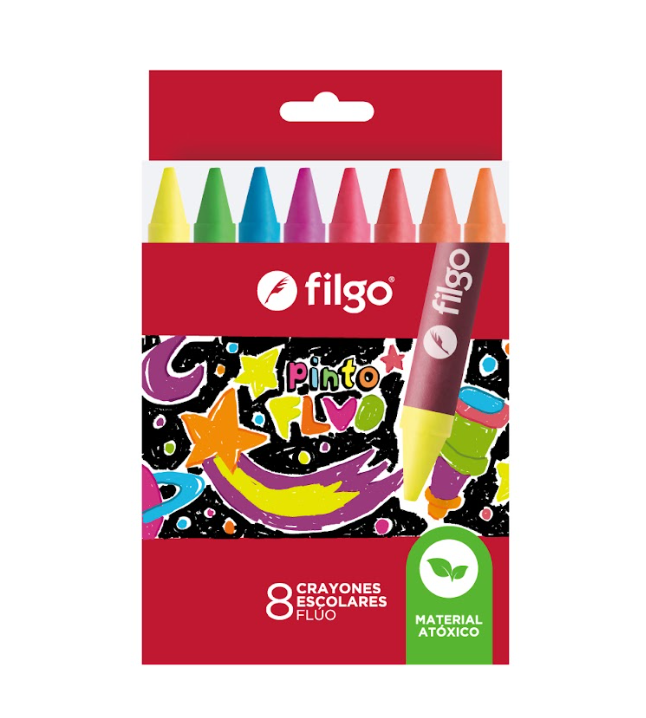 filgo®
filgo
pinto
FLUO
8 CRAYONES
ESCOLARES
FLÚO
MATERIAL
ATÓXICO